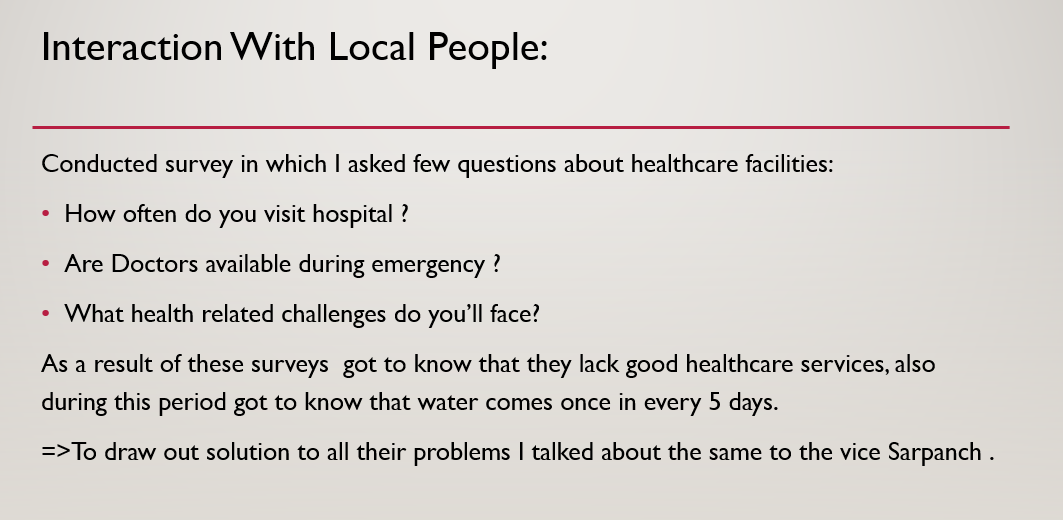 Interaction With Local People:
Conducted survey in which I asked few questions about healthcare facilities:
• How often do you visit hospital ?
• Are Doctors available during emergency ?
• What health related challenges do you’ll face?
As a result of these surveys  got to know that they lack good healthcare services, also
during this period got to know that water comes once in every 5 days.
=>To draw out solution to all their problems I talked about the same to the vice Sarpanch .